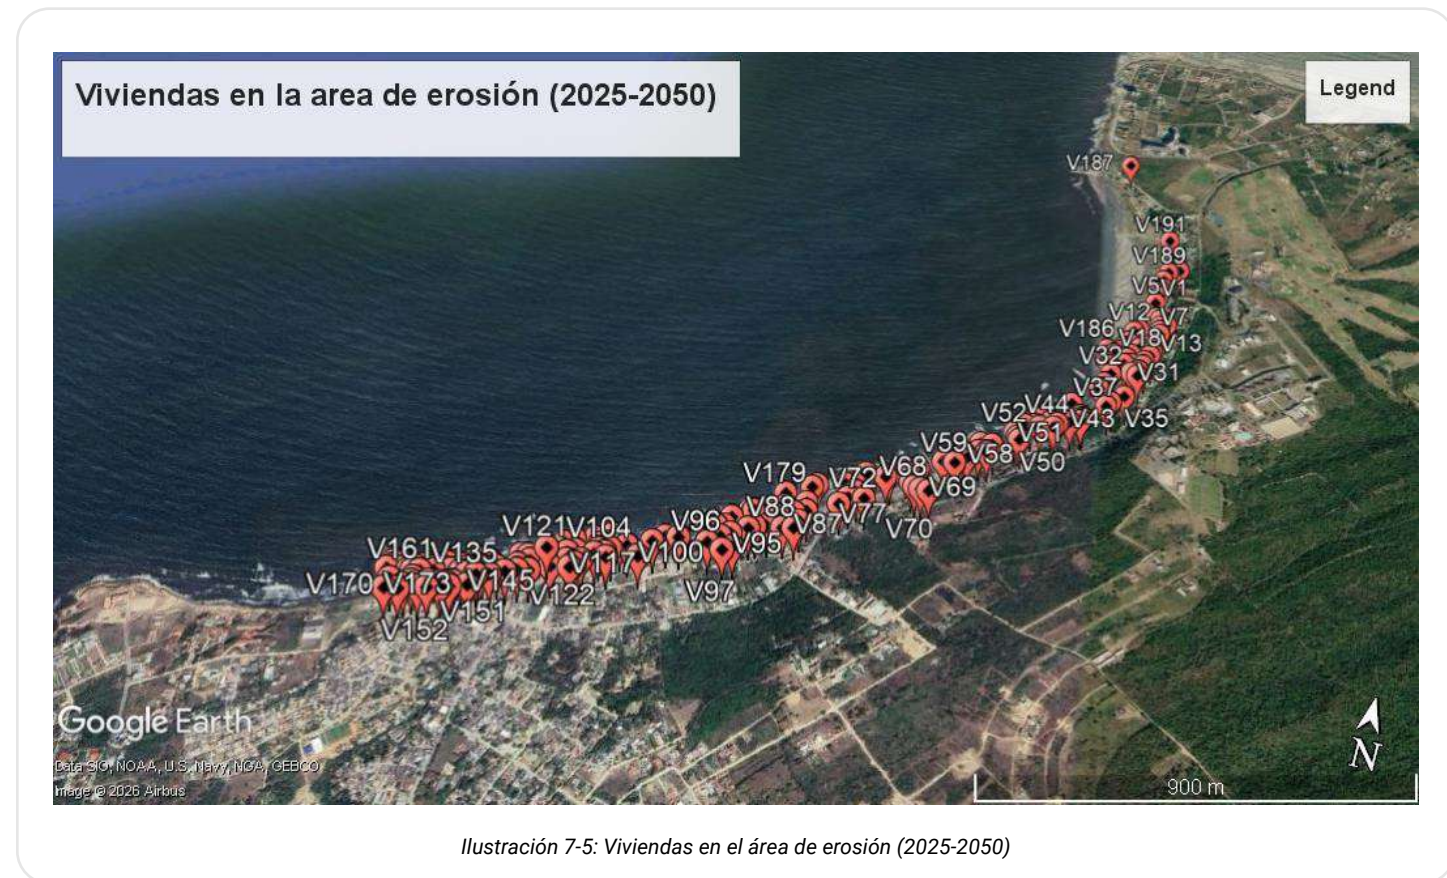 Viviendas en la area de erosión (2025-2050)
Legend
V187
V191
V189
V5V1
V12 V7
V186 V18 V13
V32 V31
V37
V52 V44 V43 V35
V51
V59 V58 V50
V179 V72 V68
V69
V88 V87 V77 V70
V121 V104 V96
V95
V161 V135 V117 V100
V170 V173 V145 V122 V97
V151
V152
Google Earth
Data SIO, NOAA, U.S. Navy, NGA, GEBCO
Image © 2026 Airbus
N
900 m
Ilustración 7-5: Viviendas en el área de erosión (2025-2050)